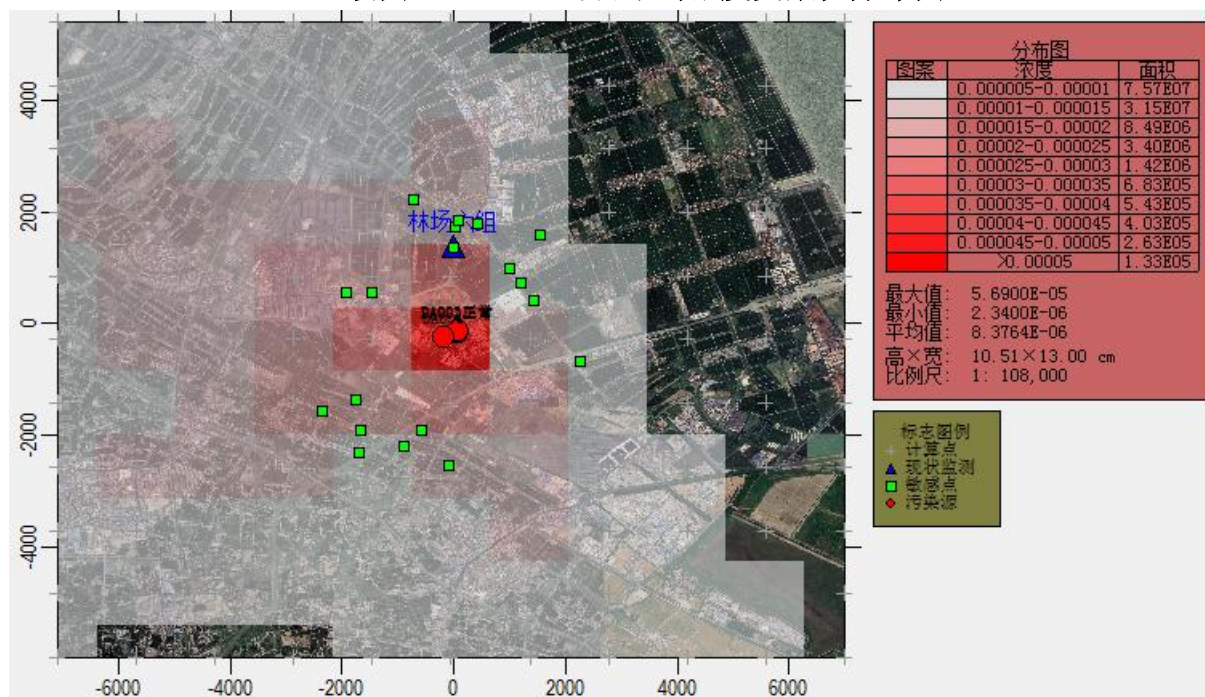 4000
2000
0
-2000
-4000
-6000
-4000
-2000
0
2000
4000
6000
林场六组
DA003正常
分布图
图案 浓度 面积
0.000005-0.00001 7.57E07
0.00001-0.000015 3.15E07
0.000015-0.00002 8.49E06
0.00002-0.000025 3.40E06
0.000025-0.00003 1.42E06
0.00003-0.000035 6.83E05
0.000035-0.00004 5.43E05
0.00004-0.000045 4.03E05
0.000045-0.00005 2.63E05
>0.00005 1.33E05
最大值: 5.6900E-05
最小值: 2.3400E-06
平均值: 8.3764E-06
高×宽: 10.51×13.00 cm
比例尺: 1: 108,000
标志图例
计算点
现状监测
敏感点
污染源